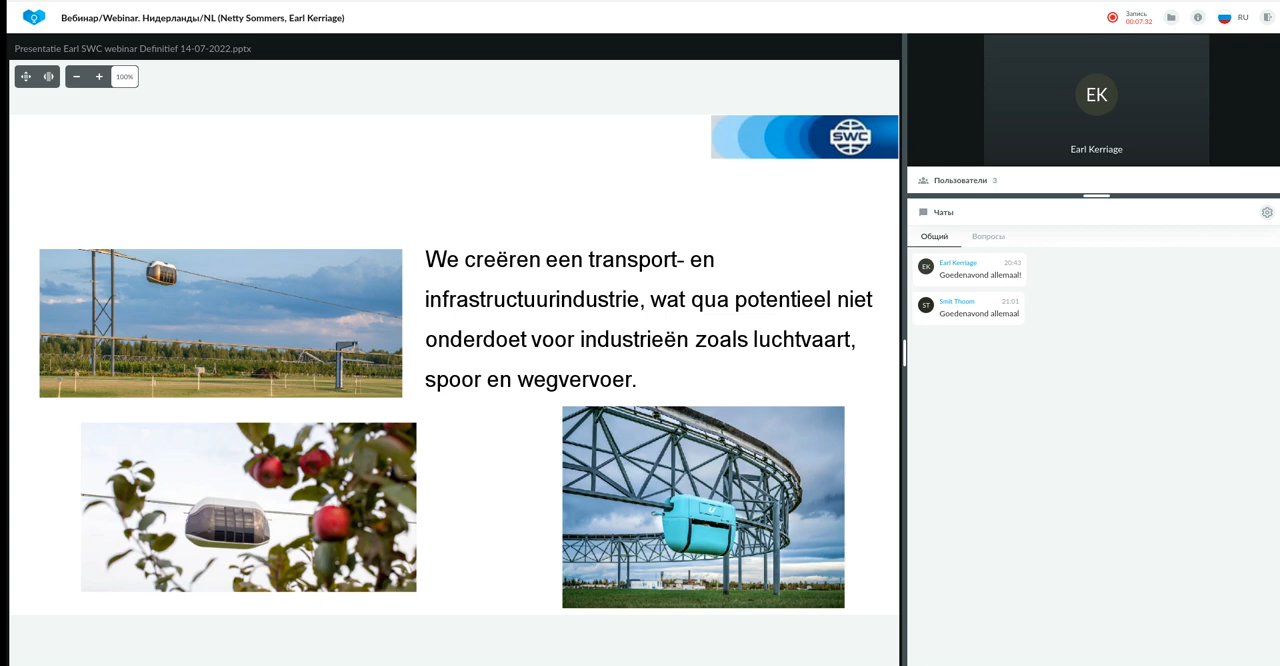 Вебинар/Webinar. Нидерланды/NL (Netty Sommers, Earl Kerriage)
Запись
00:07:32
RU
Presentatie Earl SWC webinar Definitief 14-07-2022.pptx
100%
SWC
We creëren een transport- en
infrastructuurindustrie, wat qua potentieel niet
onderdoet voor industrieën zoals luchtvaart,
spoor en wegvervoer.
EK
Earl Kerriage
Пользователи 3
Чаты
Общий Вопросы
EK Earl Kerriage 20:43
Goedenavond allemaal!
ST Smit Thoom 21:01
Goedenavond allemaal